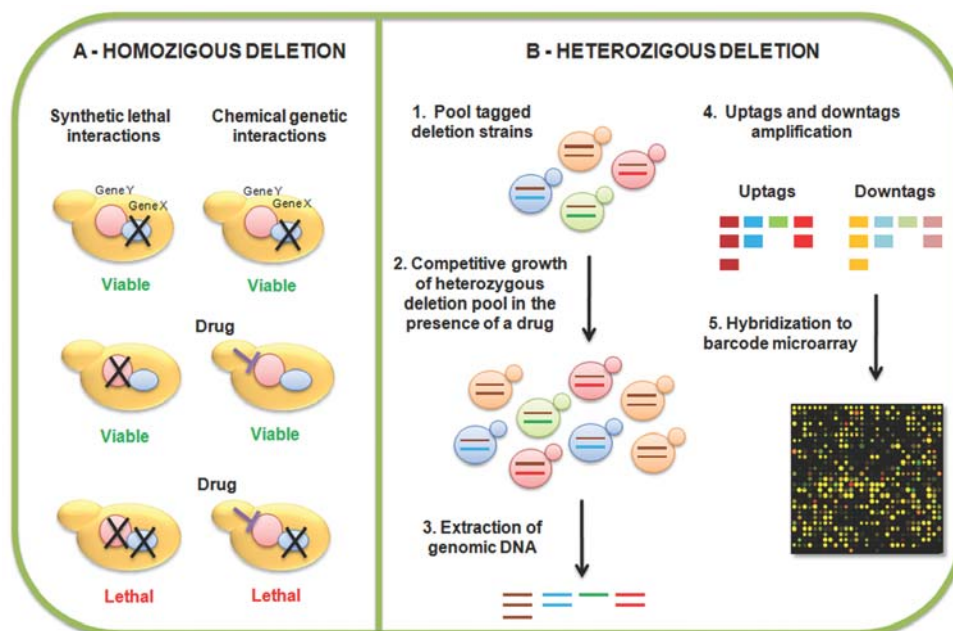 A - HOMOZIGOUS DELETION
Synthetic lethal
interactions
Chemical genetic
interactions
Gene Y
Gene X
Gene Y
Gene X
Viable
Viable
Drug
Viable
Viable
Drug
Lethal
Lethal
B - HETEROZIGOUS DELETION
1. Pool tagged
deletion strains
2. Competitive growth
of heterozygous
deletion pool in the
presence of a drug
3. Extraction of
genomic DNA
4. Uptags and downtags
amplification
Uptags
Downtags
5. Hybridization to
barcode microarray